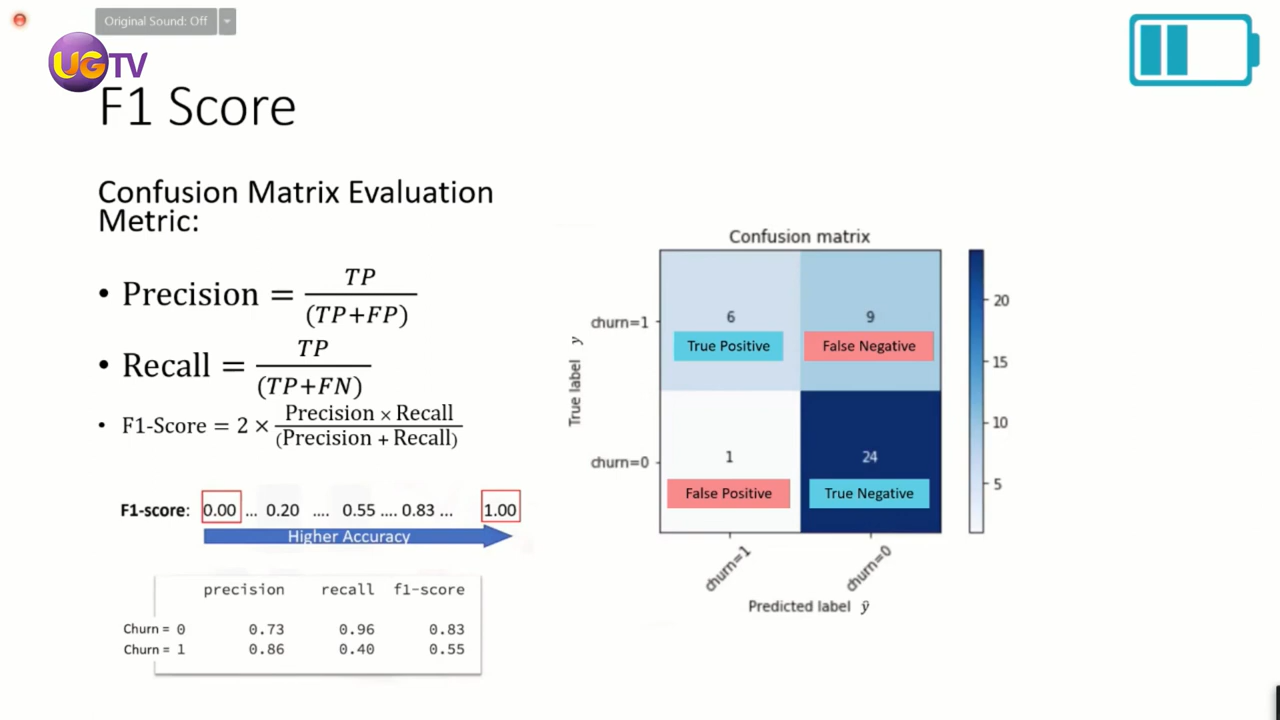 Original Sound: Off
UGTV
F1 Score
Confusion Matrix Evaluation
Metric:
• Precision = TP / (TP+FP)
• Recall = TP / (TP+FN)
• F1-Score = 2 × Precision × Recall / (Precision + Recall)
F1-score: 0.00 ... 0.20 .... 0.55 .... 0.83 ... 1.00
Higher Accuracy
precision recall f1-score
Churn = 0 0.73 0.96 0.83
Churn = 1 0.86 0.40 0.55
Confusion matrix
True label y
churn=1
6
True Positive
9
False Negative
churn=0
1
False Positive
24
True Negative
churn=1
churn=0
Predicted label ŷ
20
15
10
5